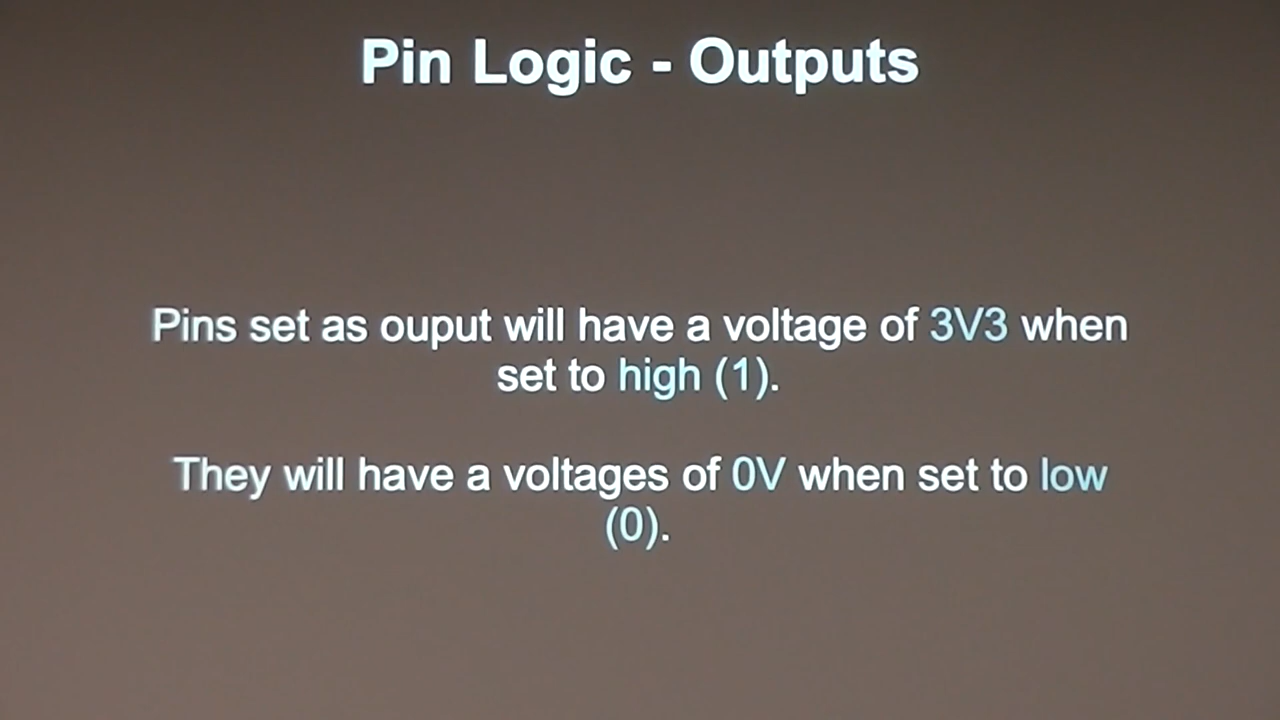 Pin Logic - Outputs
Pins set as ouput will have a voltage of 3V3 when
set to high (1).
They will have a voltages of 0V when set to low
(0).